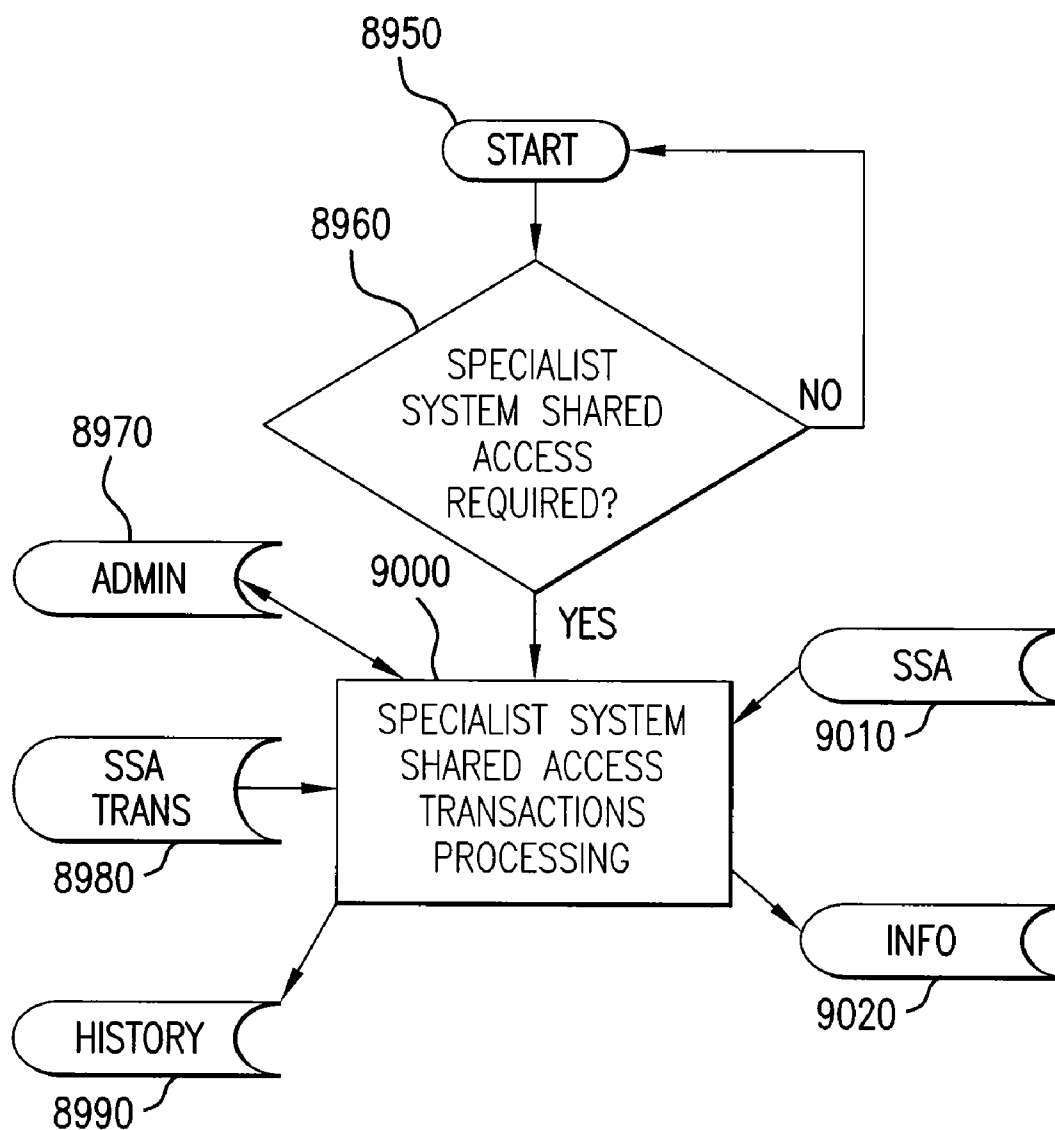 8950
START
8960
SPECIALIST
SYSTEM SHARED
ACCESS
REQUIRED?
NO
8970
ADMIN
9000
YES
SSA
9010
SPECIALIST SYSTEM
SHARED ACCESS
TRANSACTIONS
PROCESSING
SSA
TRANS
8980
INFO
9020
HISTORY
8990